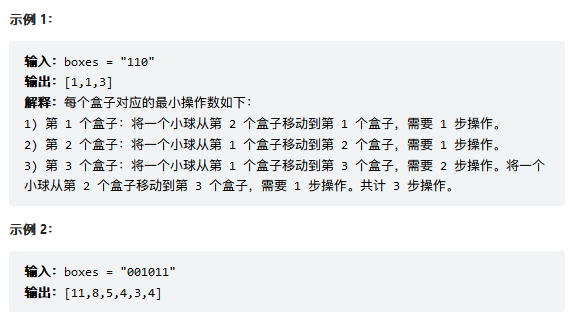 示例 1:
输入: boxes = "110"
输出: [1,1,3]
解释: 每个盒子对应的最小操作数如下:
1) 第 1 个盒子: 将一个小球从第 2 个盒子移动到第 1 个盒子, 需要 1 步操作。
2) 第 2 个盒子: 将一个小球从第 1 个盒子移动到第 2 个盒子, 需要 1 步操作。
3) 第 3 个盒子: 将一个小球从第 1 个盒子移动到第 3 个盒子, 需要 2 步操作。将一个
小球从第 2 个盒子移动到第 3 个盒子, 需要 1 步操作。共计 3 步操作。
示例 2:
输入: boxes = "001011"
输出: [11,8,5,4,3,4]